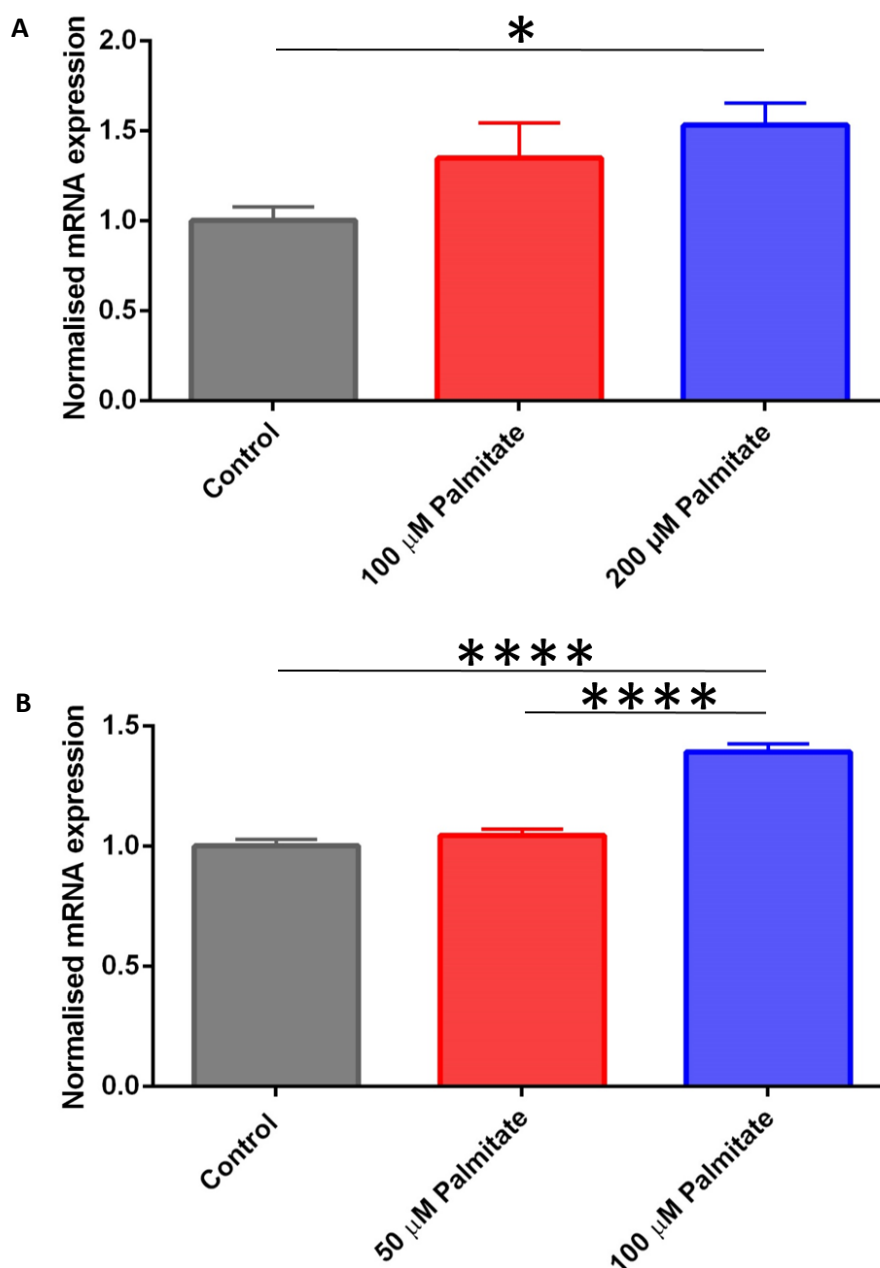 A
Normalised mRNA expression
2.0
1.5
1.0
0.5
0.0
*
Control
100 μM Palmitate
200 µM Palmitate
B
Normalised mRNA expression
1.5
1.0
0.5
0.0
****
****
Control
50 μM Palmitate
100 μM Palmitate